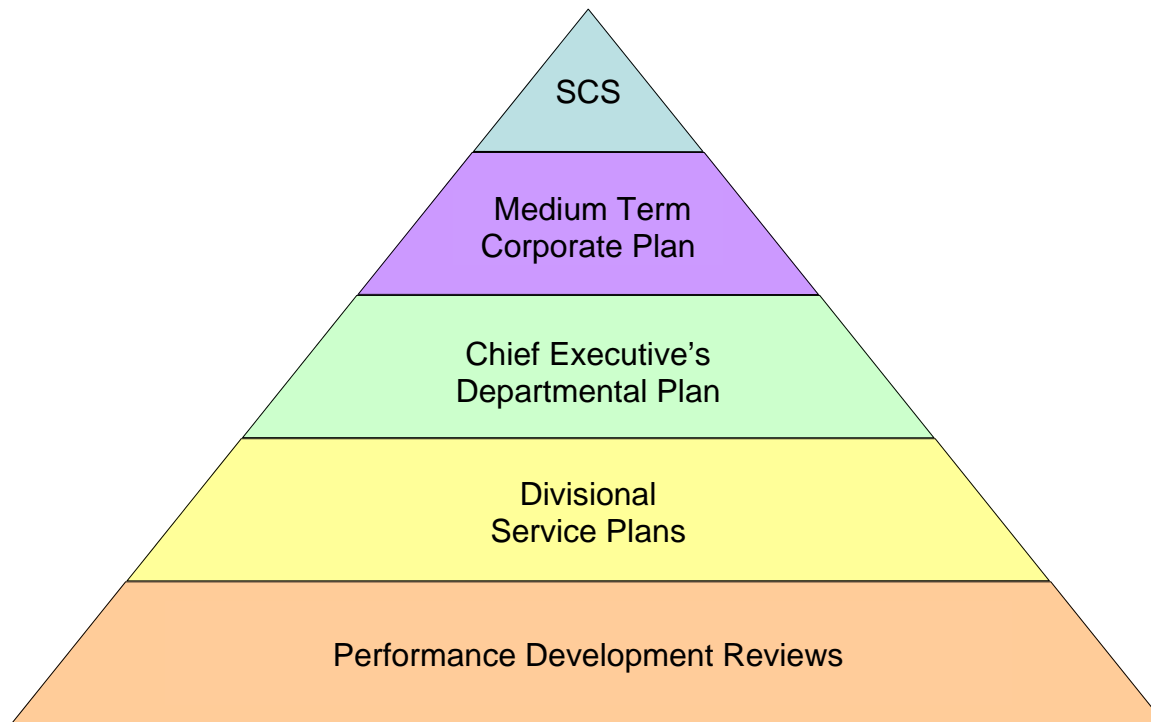 SCS
Medium Term
Corporate Plan
Chief Executive’s
Departmental Plan
Divisional
Service Plans
Performance Development Reviews